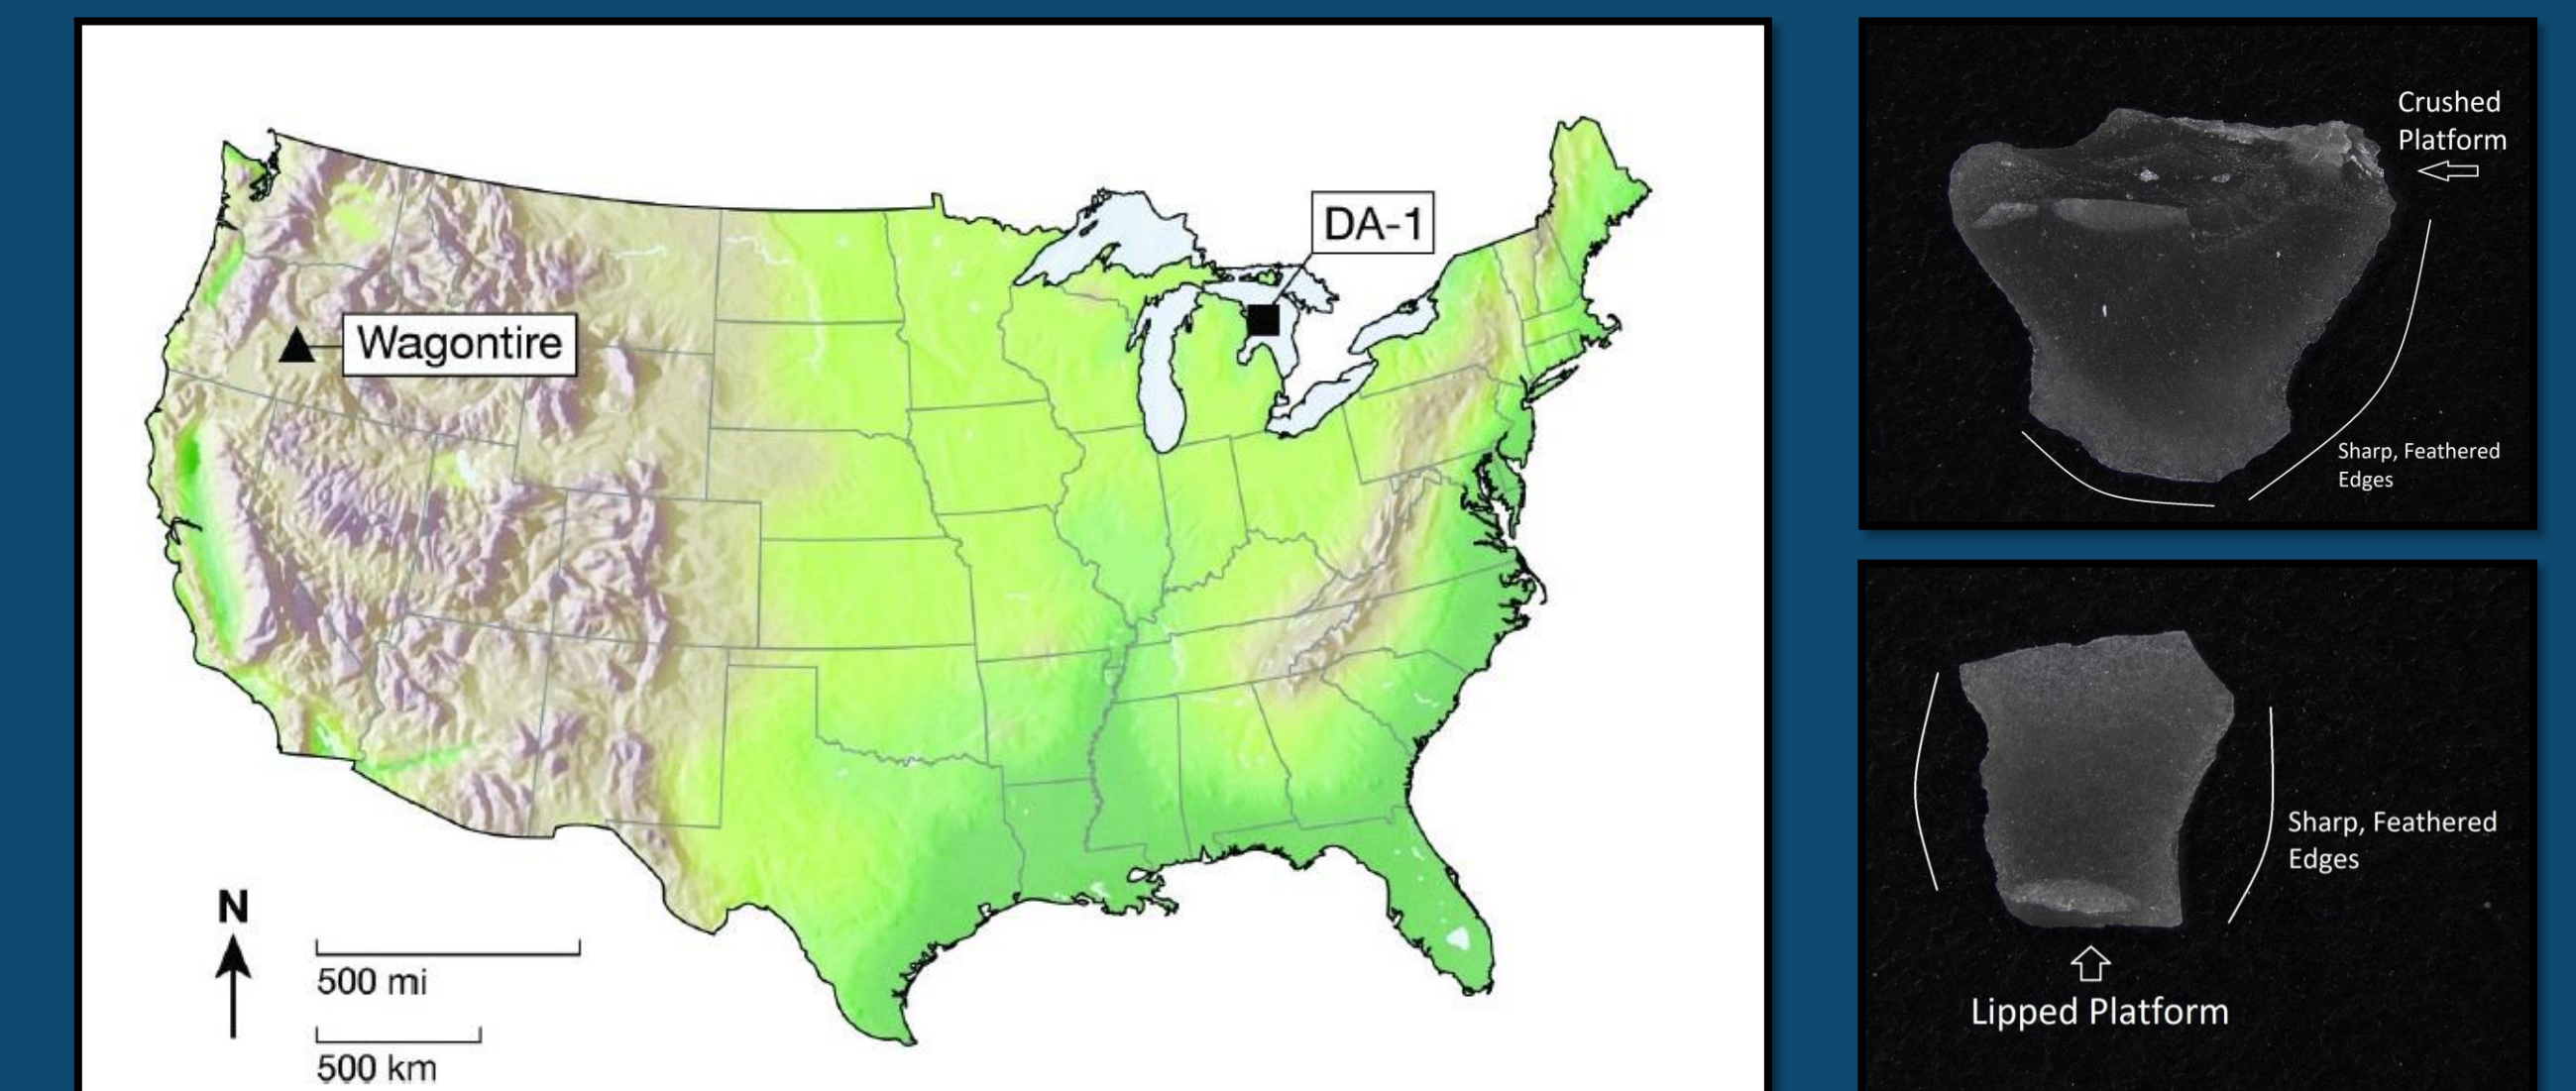 DA-1
Wagontire
N
500 mi
500 km
Crushed
Platform
Sharp, Feathered
Edges
Sharp, Feathered
Edges
Lipped Platform